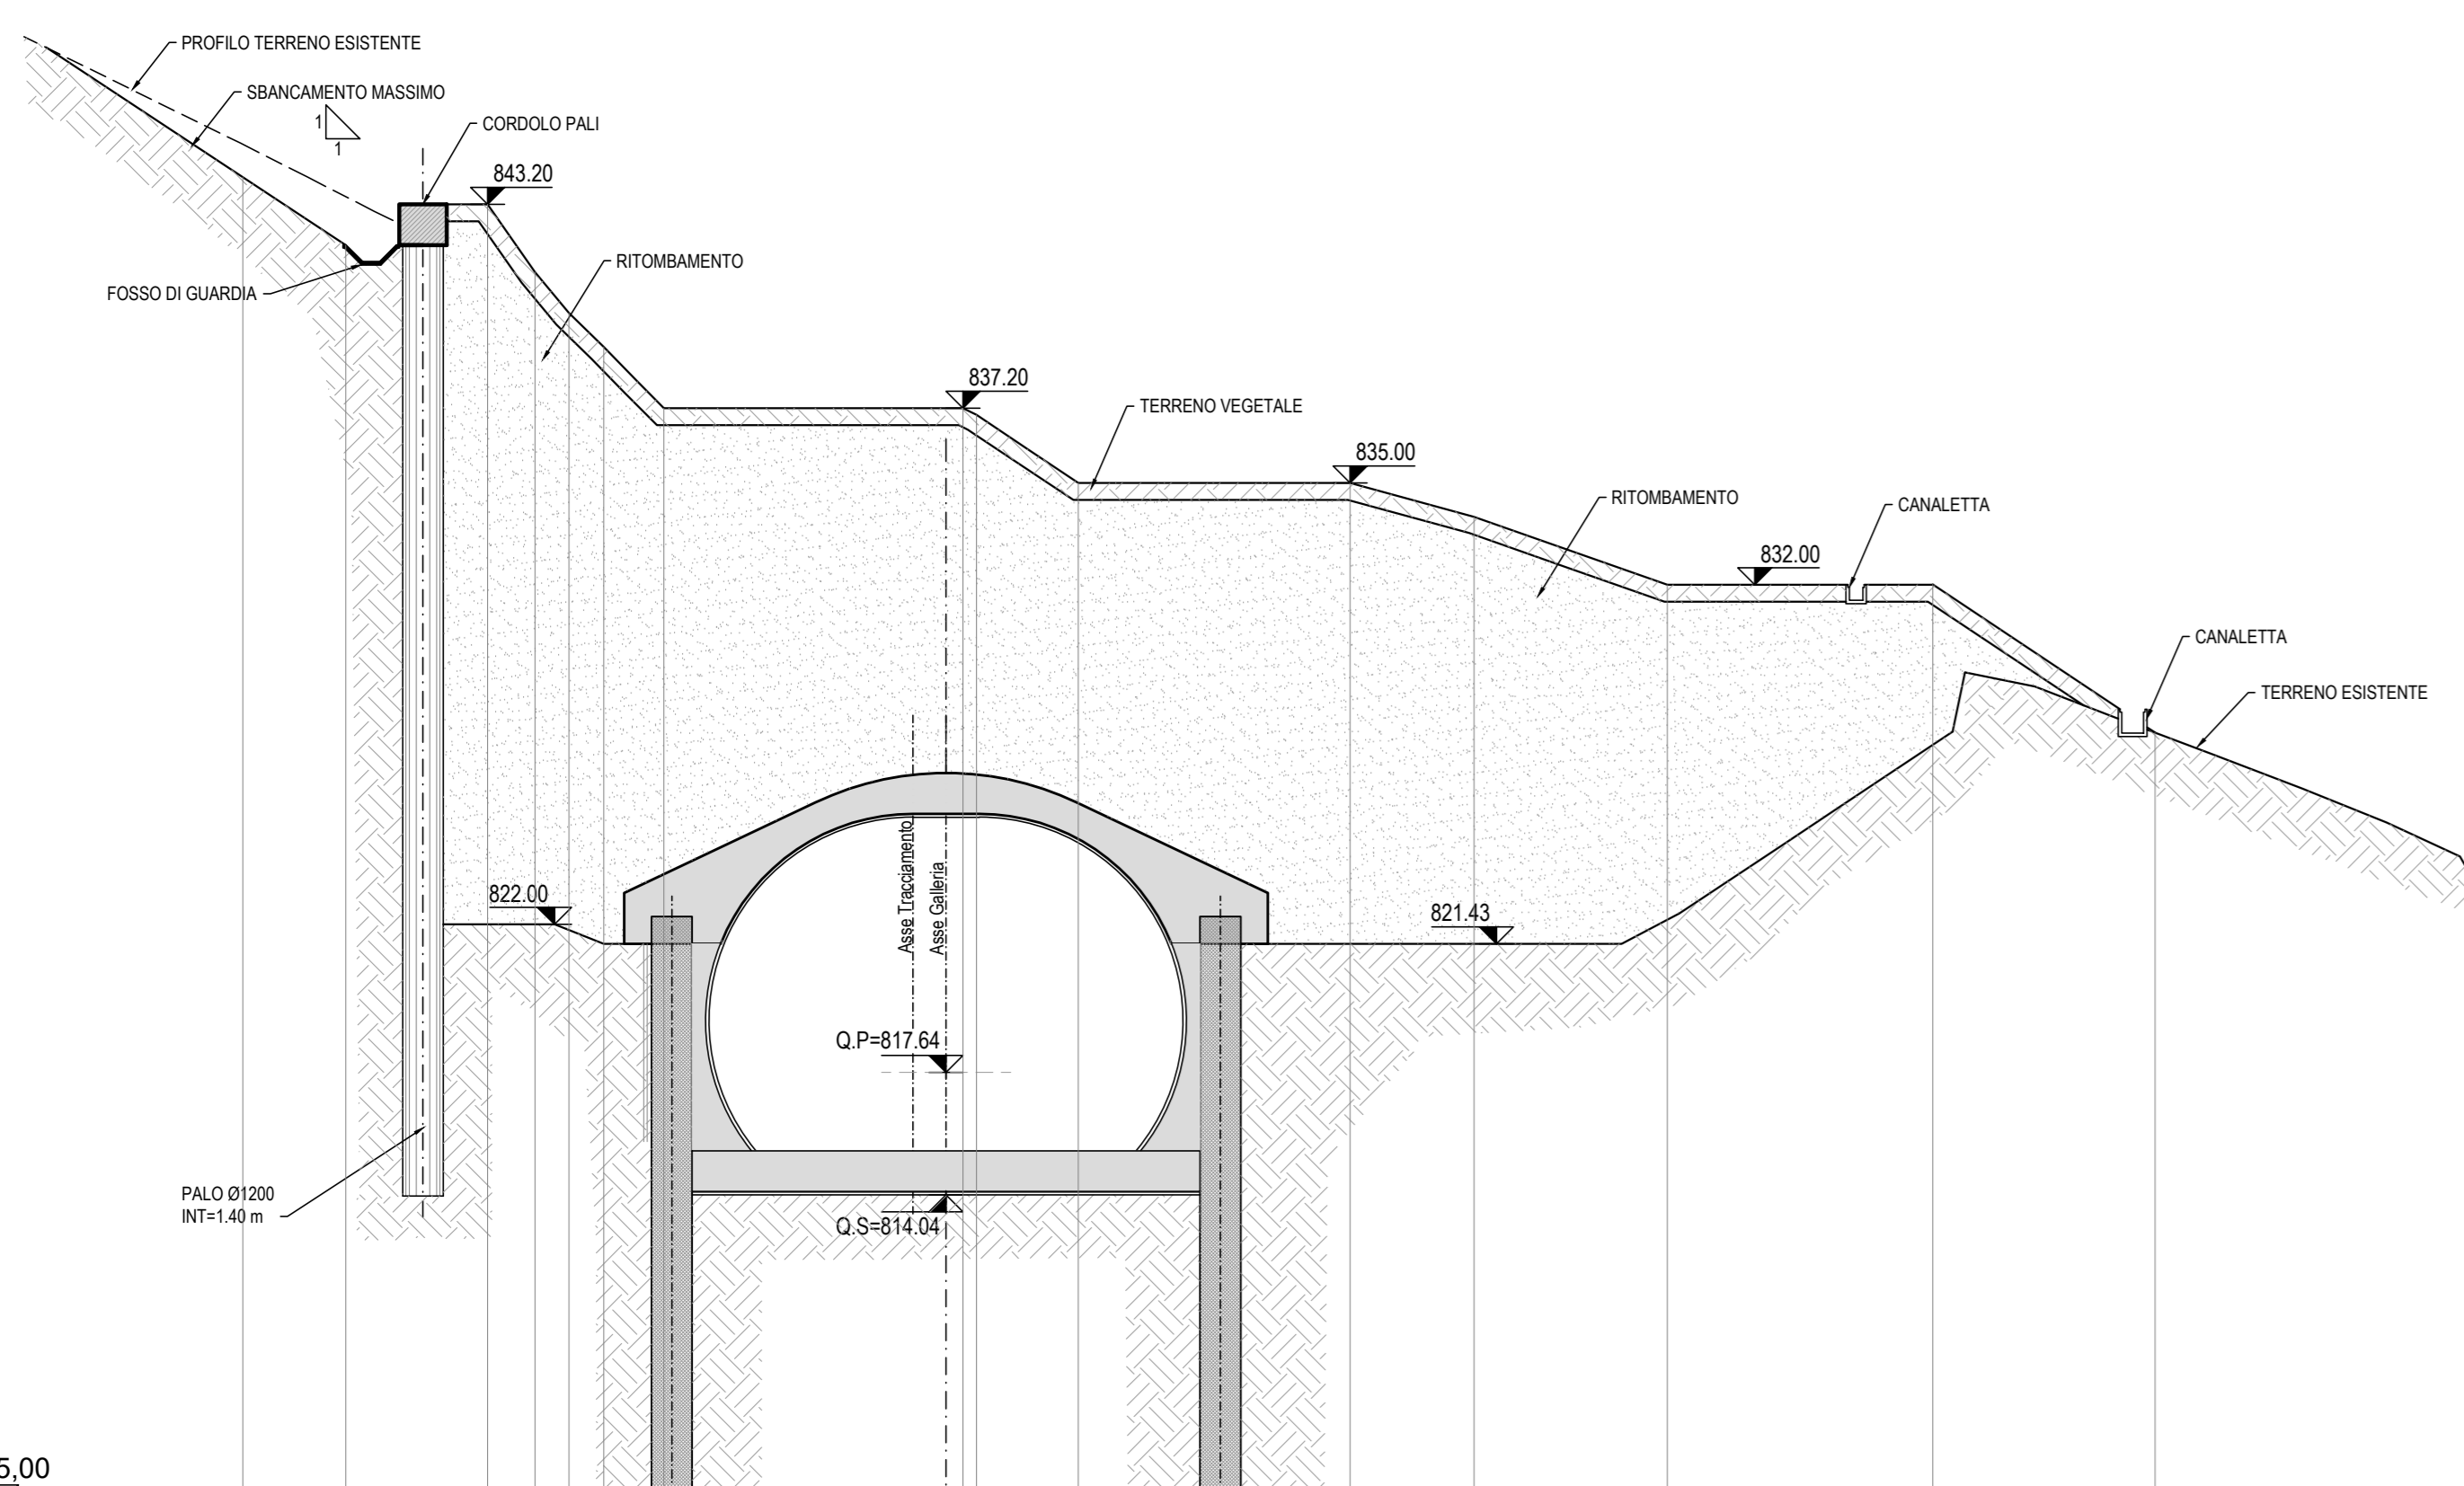 PROFILO TERRENO ESISTENTE
SBANCAMENTO MASSIMO
1
1
CORDOLO PALI
843.20
RITOMBAMENTO
FOSSO DI GUARDIA
837.20
TERRENO VEGETALE
835.00
RITOMBAMENTO
CANALETTA
832.00
CANALETTA
TERRENO ESISTENTE
Asse Tracciamento
Asse Galleria
822.00
821.43
Q.P=817.64
PALO Ø1200
INT=1.40 m
Q.S=814.04
5,00